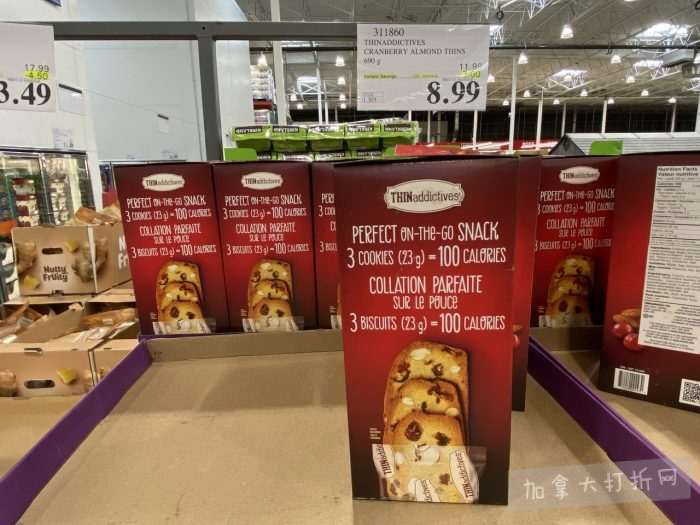 17.99
4.50
3.49
311860
THINADDICTIVES
CRANBERRY ALMOND THINS
690 g
11.99
3.00
8.99
THINaddictives
PERFECT ON-THE-GO SNACK
3 COOKIES (23 g) = 100 CALORIES
COLLATION PARFAITE
SUR LE POUCE
3 BISCUITS (23 g) = 100 CALORIES
THINaddictives
PERFECT ON-THE-GO SNACK
3 COOKIES (23 g) = 100 CALORIES
COLLATION PARFAITE
SUR LE POUCE
3 BISCUITS (23 g) = 100 CALORIES
THINaddictives
PERFECT ON-THE-GO SNACK
3 COOKIES (23 g) = 100 CALORIES
COLLATION PARFAITE
SUR LE POUCE
3 BISCUITS (23 g) = 100 CALORIES
THINaddictives
THINaddictives
PERFECT ON-THE-GO SNACK
3 COOKIES (23 g) = 100 CALORIES
COLLATION PARFAITE
SUR LE POUCE
3 BISCUITS (23 g) = 100 CALORIES
Nutrition Facts
Valeur nutritive
Nutty
Fruity
加拿大打折网